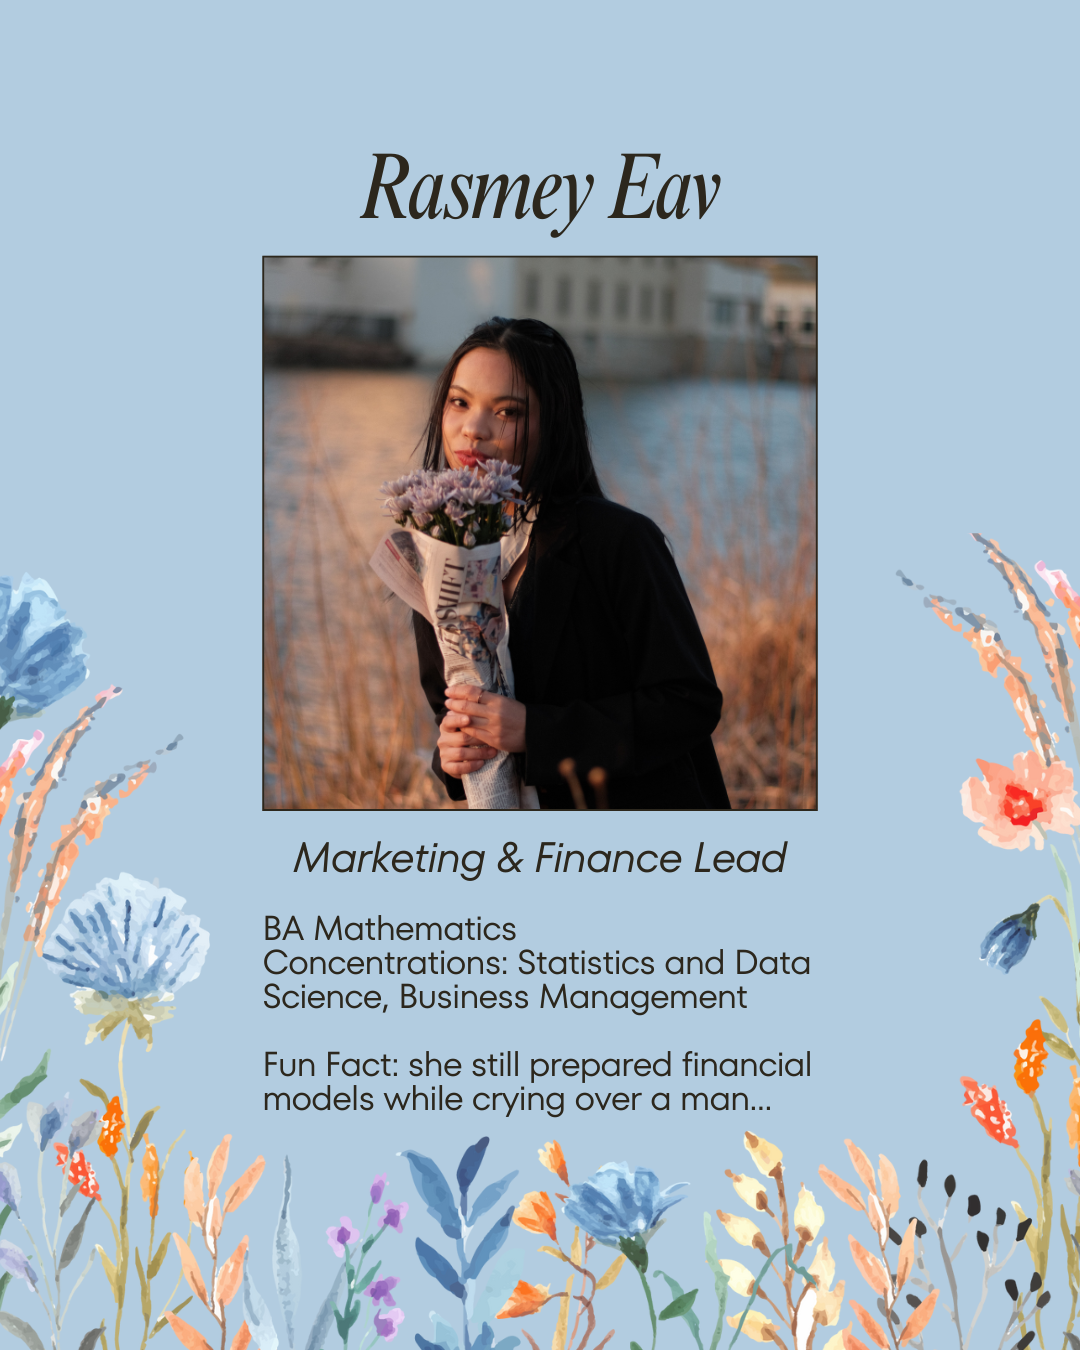 Rasmey Eav
Marketing & Finance Lead
BA Mathematics
Concentrations: Statistics and Data
Science, Business Management
Fun Fact: she still prepared financial
models while crying over a man...